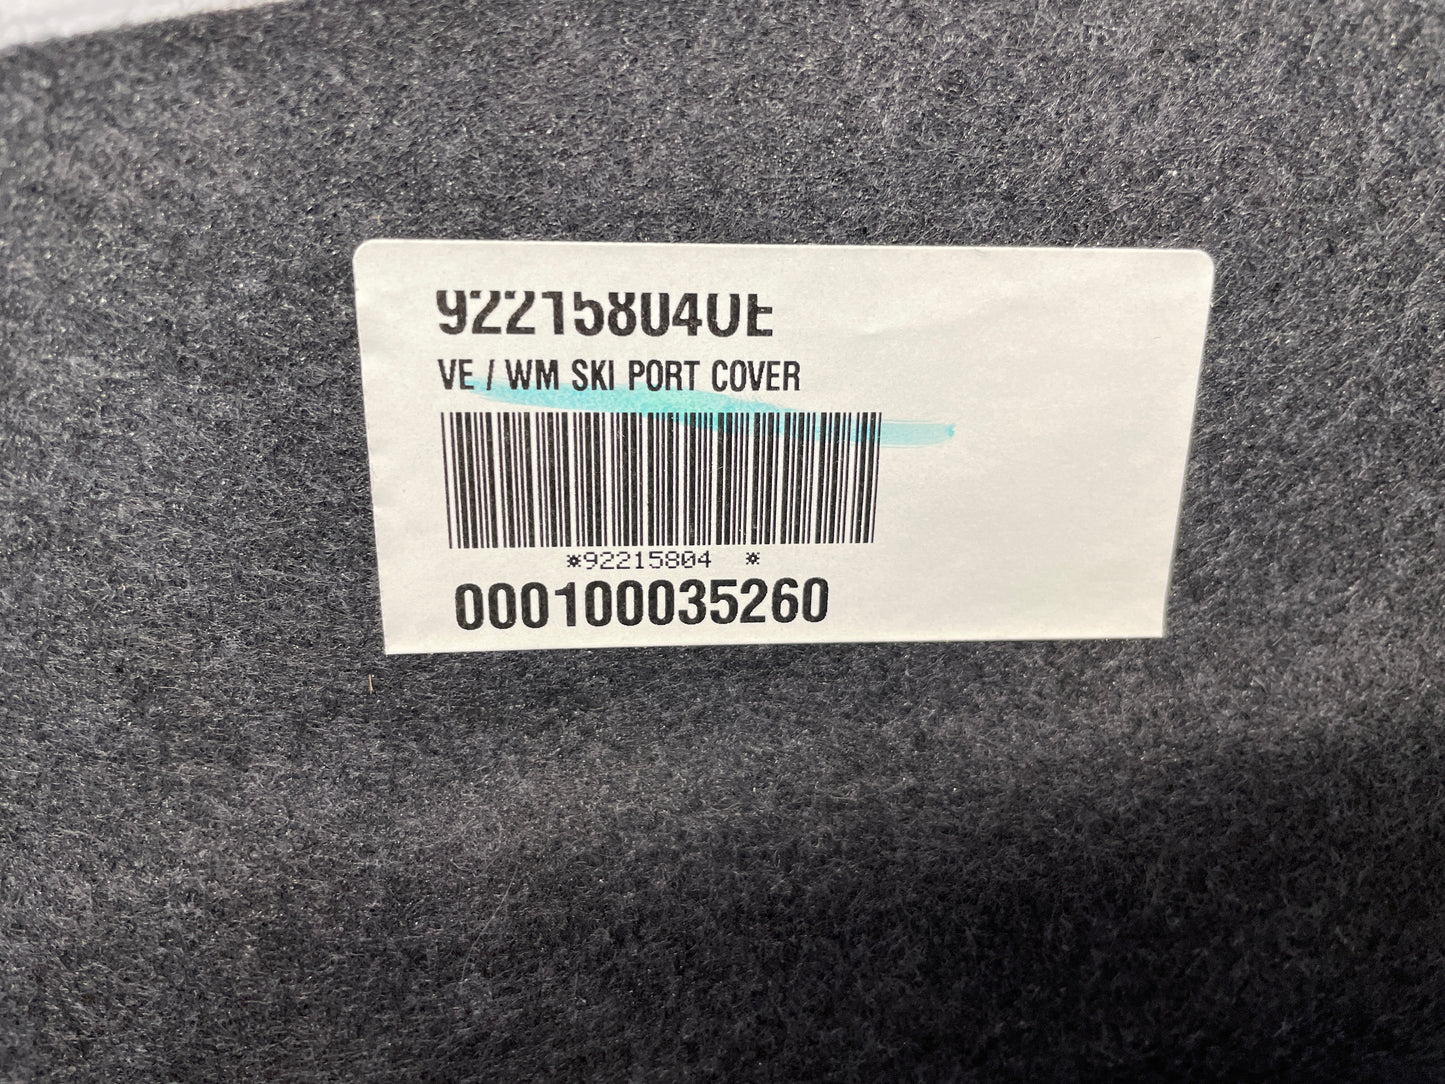 92215804OE
VE / WM SKI PORT COVER
*92215804 *
000100035260